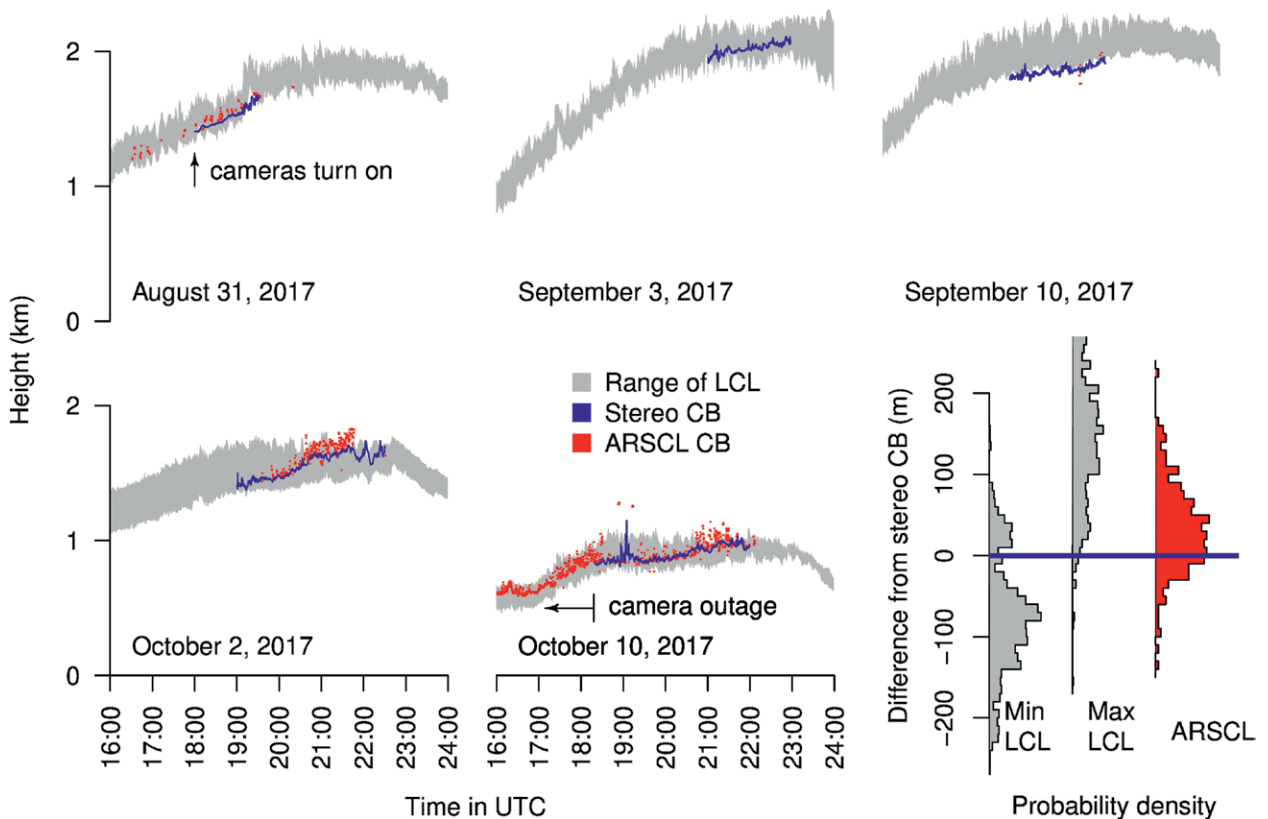 Height (km)
2
1
0
cameras turn on
August 31, 2017
September 3, 2017
September 10, 2017
2
1
0
October 2, 2017
Range of LCL
Stereo CB
ARSCL CB
camera outage
October 10, 2017
16:00
17:00
18:00
19:00
20:00
21:00
22:00
23:00
24:00
16:00
17:00
18:00
19:00
20:00
21:00
22:00
23:00
24:00
Time in UTC
Difference from stereo CB (m)
200
100
0
−100
−200
Min
LCL
Max
LCL
ARSCL
Probability density